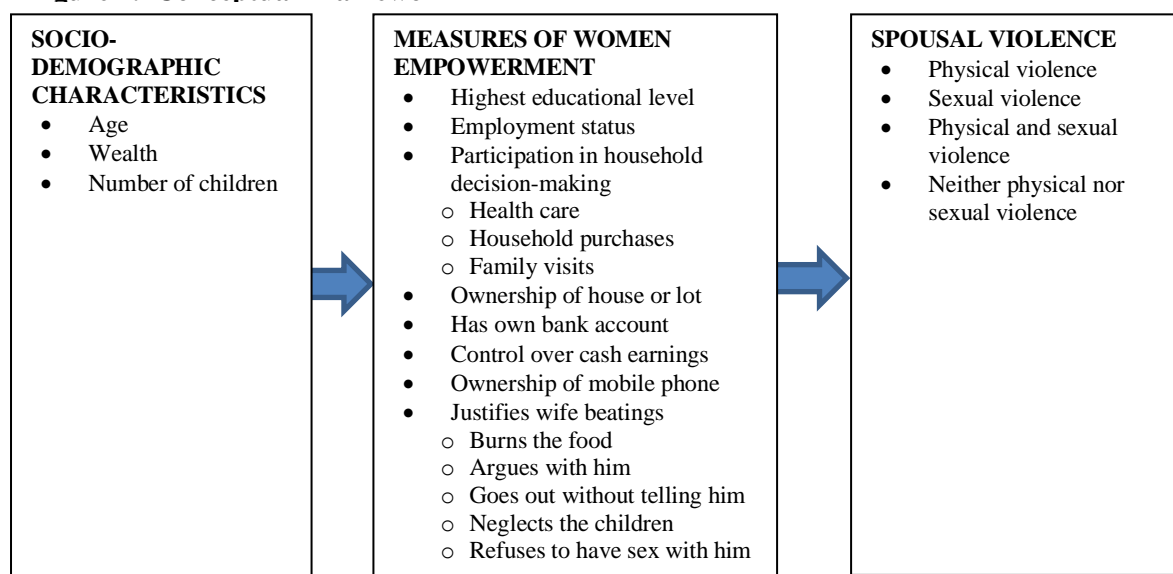 SOCIO-
DEMOGRAPHIC
CHARACTERISTICS
• Age
• Wealth
• Number of children
MEASURES OF WOMEN
EMPOWERMENT
• Highest educational level
• Employment status
• Participation in household
decision-making
o Health care
o Household purchases
o Family visits
• Ownership of house or lot
• Has own bank account
• Control over cash earnings
• Ownership of mobile phone
• Justifies wife beatings
o Burns the food
o Argues with him
o Goes out without telling him
o Neglects the children
o Refuses to have sex with him
SPOUSAL VIOLENCE
• Physical violence
• Sexual violence
• Physical and sexual
violence
• Neither physical nor
sexual violence